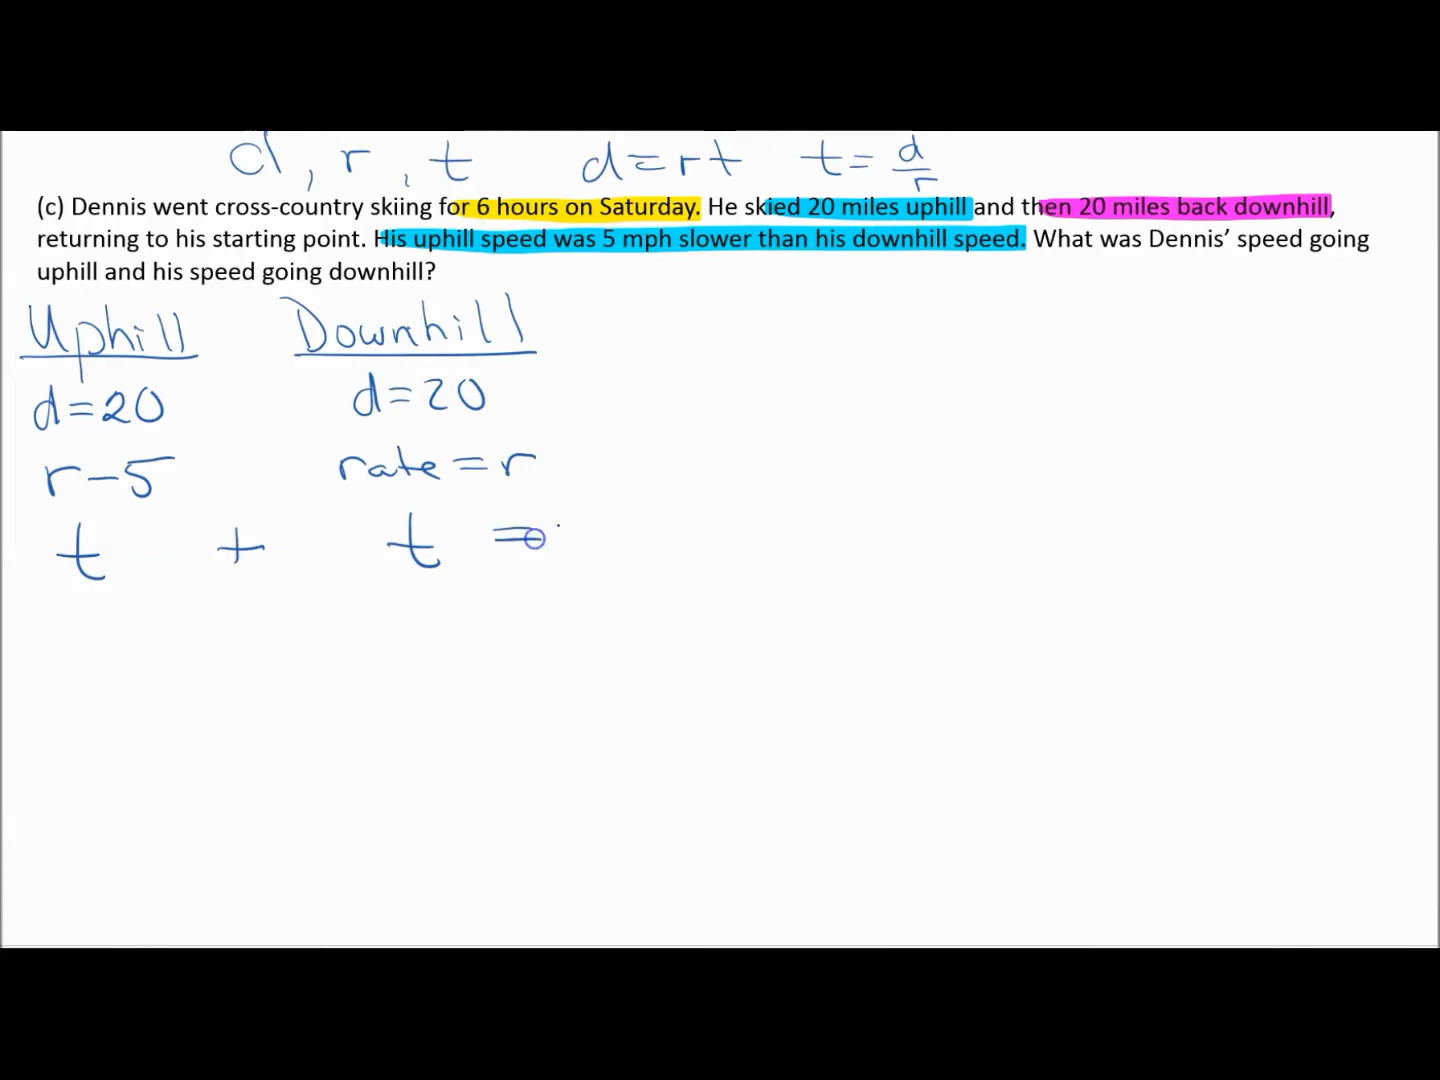 d, r, t d=rt t= d/r
(c) Dennis went cross-country skiing for 6 hours on Saturday. He skied 20 miles uphill and then 20 miles back downhill,
returning to his starting point. His uphill speed was 5 mph slower than his downhill speed. What was Dennis’ speed going
uphill and his speed going downhill?
Uphill Downhill
d=20 d=20
r-5 rate=r
t + t =